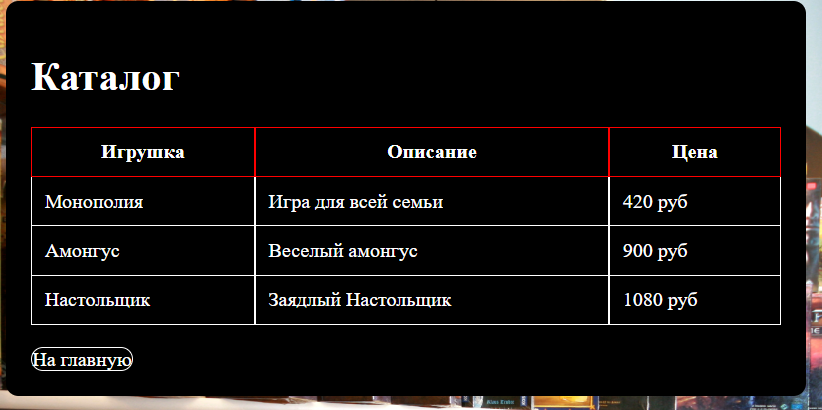 Каталог
Игрушка Описание Цена
Монополия Игра для всей семьи 420 руб
Амонгус Веселый амонгус 900 руб
Настольщик Заядлый Настольщик 1080 руб
На главную